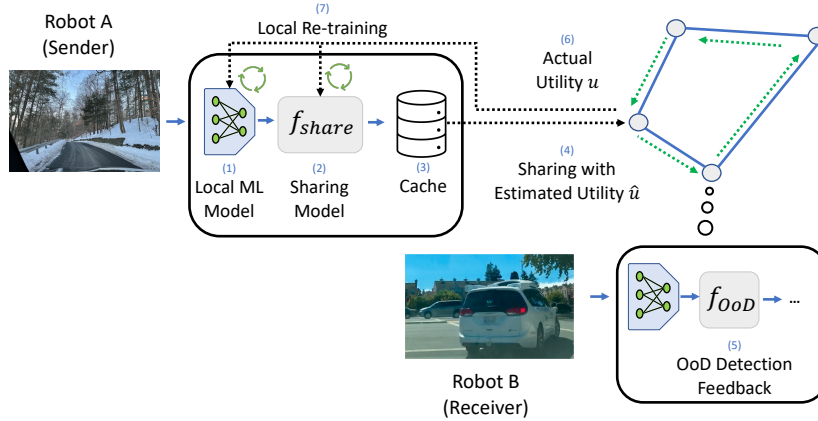 Robot A
(Sender)
(7)
Local Re-training
(6)
Actual
Utility u
f_share
(1)
Local ML
Model
(2)
Sharing
Model
(3)
Cache
(4)
Sharing with
Estimated Utility û
f_OoD
...
(5)
OoD Detection
Feedback
Robot B
(Receiver)